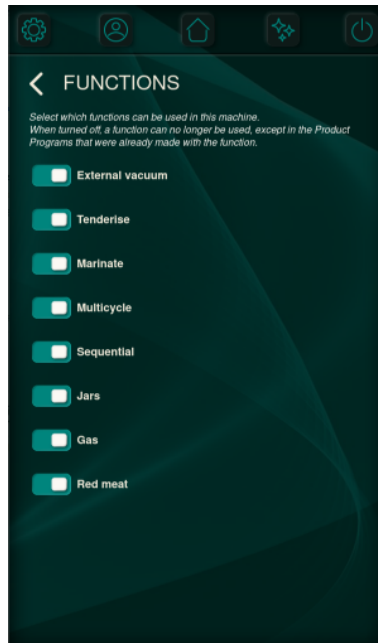 FUNCTIONS
Select which functions can be used in this machine.
When turned off, a function can no longer be used, except in the Product
Programs that were already made with the function.
External vacuum
Tenderise
Marinate
Multicycle
Sequential
Jars
Gas
Red meat